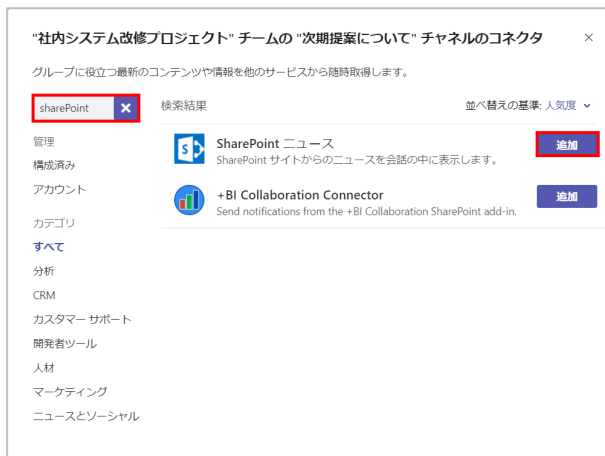 "社内システム改修プロジェクト" チームの "次期提案について" チャネルのコネクタ ×
グループに役立つ最新のコンテンツや情報を他のサービスから随時取得します。
sharePoint ×
検索結果
並べ替えの基準: 人気度
管理
構成済み
アカウント
カテゴリ
すべて
分析
CRM
カスタマー サポート
開発者ツール
人材
マーケティング
ニュースとソーシャル
SharePoint ニュース
SharePoint サイトからのニュースを会話の中に表示します。
追加
+BI Collaboration Connector
Send notifications from the +BI Collaboration SharePoint add-in.
追加